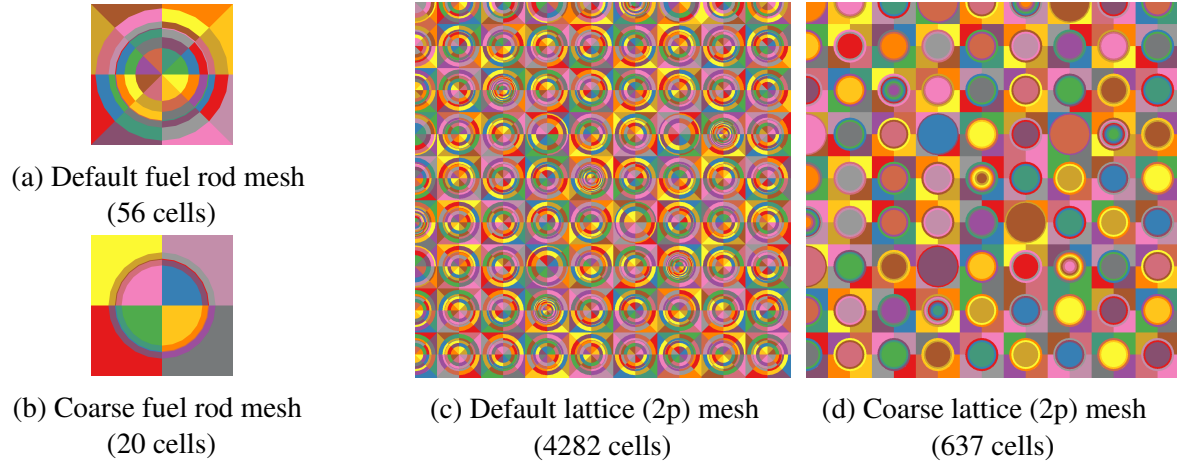 (a) Default fuel rod mesh
(56 cells)
(b) Coarse fuel rod mesh
(20 cells)
(c) Default lattice (2p) mesh
(4282 cells)
(d) Coarse lattice (2p) mesh
(637 cells)